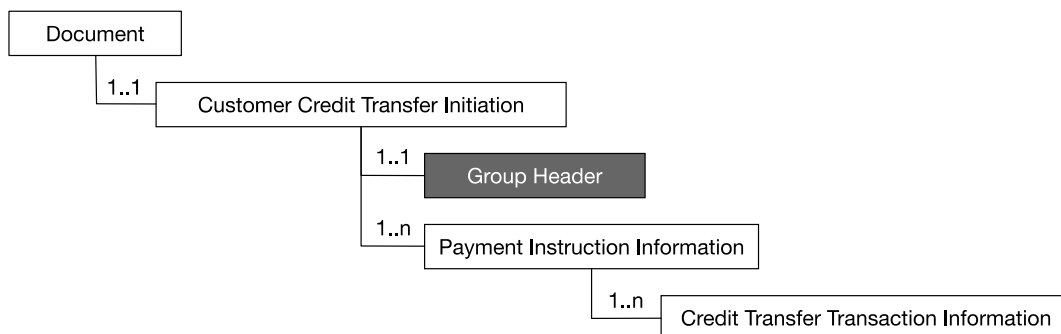 Document
1..1
Customer Credit Transfer Initiation
1..1
Group Header
1..n
Payment Instruction Information
1..n
Credit Transfer Transaction Information